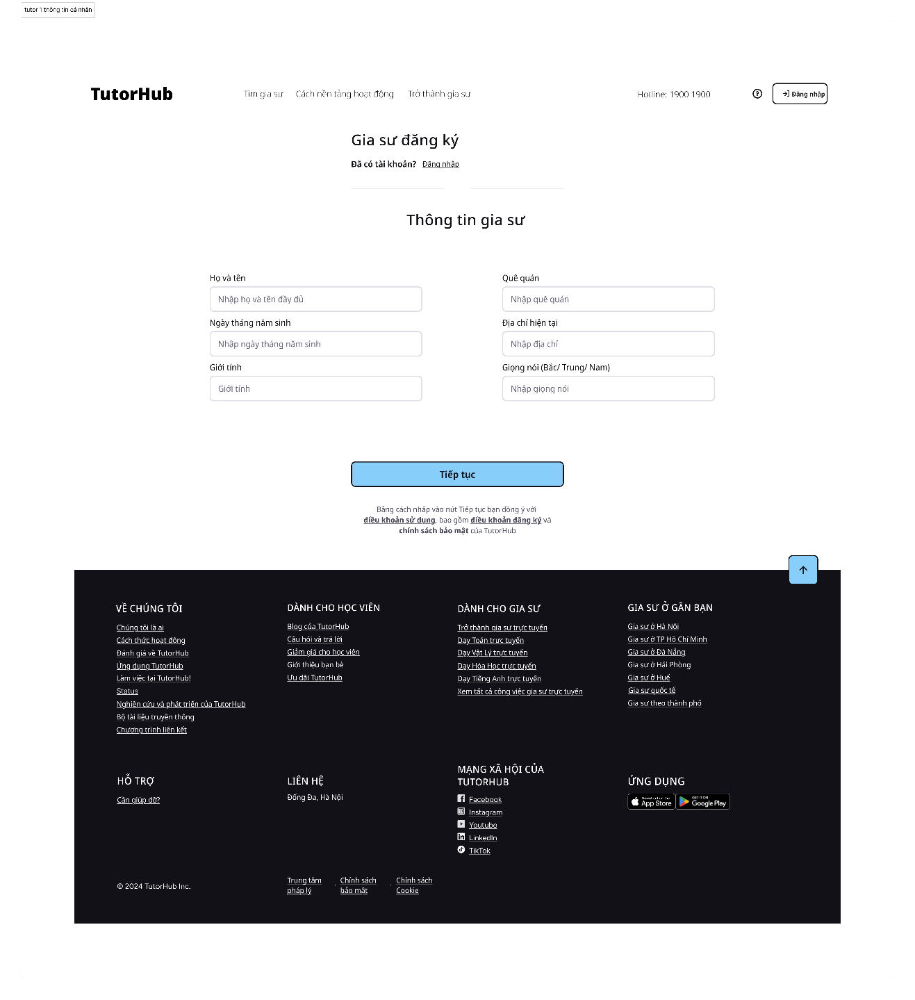 tutor 1 thông tin cá nhân
TutorHub
Tìm gia sư
Cách nền tảng hoạt động
Trở thành gia sư
Hotline: 1900 1900
Đăng nhập
Gia sư đăng ký
Đã có tài khoản? Đăng nhập
Thông tin gia sư
Họ và tên
Nhập họ và tên đầy đủ
Ngày tháng năm sinh
Nhập ngày tháng năm sinh
Giới tính
Giới tính
Quê quán
Nhập quê quán
Địa chỉ hiện tại
Nhập địa chỉ
Giọng nói (Bắc/ Trung/ Nam)
Nhập giọng nói
Tiếp tục
Bằng cách nhấp vào nút Tiếp tục bạn đồng ý với
điều khoản sử dụng, bao gồm điều khoản đăng ký và
chính sách bảo mật của TutorHub
VỀ CHÚNG TÔI
Chúng tôi là ai
Cách thức hoạt động
Đánh giá về TutorHub
Ứng dụng TutorHub
Làm việc tại TutorHub!
Status
Nghiên cứu và phát triển của TutorHub
Bộ tài liệu truyền thông
Chương trình liên kết
DÀNH CHO HỌC VIÊN
Blog của TutorHub
Câu hỏi và trả lời
Giảm giá cho học viên
Giới thiệu bạn bè
Ưu đãi TutorHub
DÀNH CHO GIA SƯ
Trở thành gia sư trực tuyến
Dạy Toán trực tuyến
Dạy Vật Lý trực tuyến
Dạy Hóa Học trực tuyến
Dạy Tiếng Anh trực tuyến
Xem tất cả công việc gia sư trực tuyến
GIA SƯ Ở GẦN BẠN
Gia sư ở Hà Nội
Gia sư ở TP Hồ Chí Minh
Gia sư ở Đà Nẵng
Gia sư ở Hải Phòng
Gia sư ở Huế
Gia sư quốc tế
Gia sư theo thành phố
HỖ TRỢ
Cần giúp đỡ?
LIÊN HỆ
Đống Đa, Hà Nội
MẠNG XÃ HỘI CỦA
TUTORHUB
Facebook
Instagram
Youtube
LinkedIn
TikTok
ỨNG DỤNG
Download on the
App Store
GET IT ON
Google Play
© 2024 TutorHub Inc.
Trung tâm
pháp lý
Chính sách
bảo mật
Chính sách
Cookie